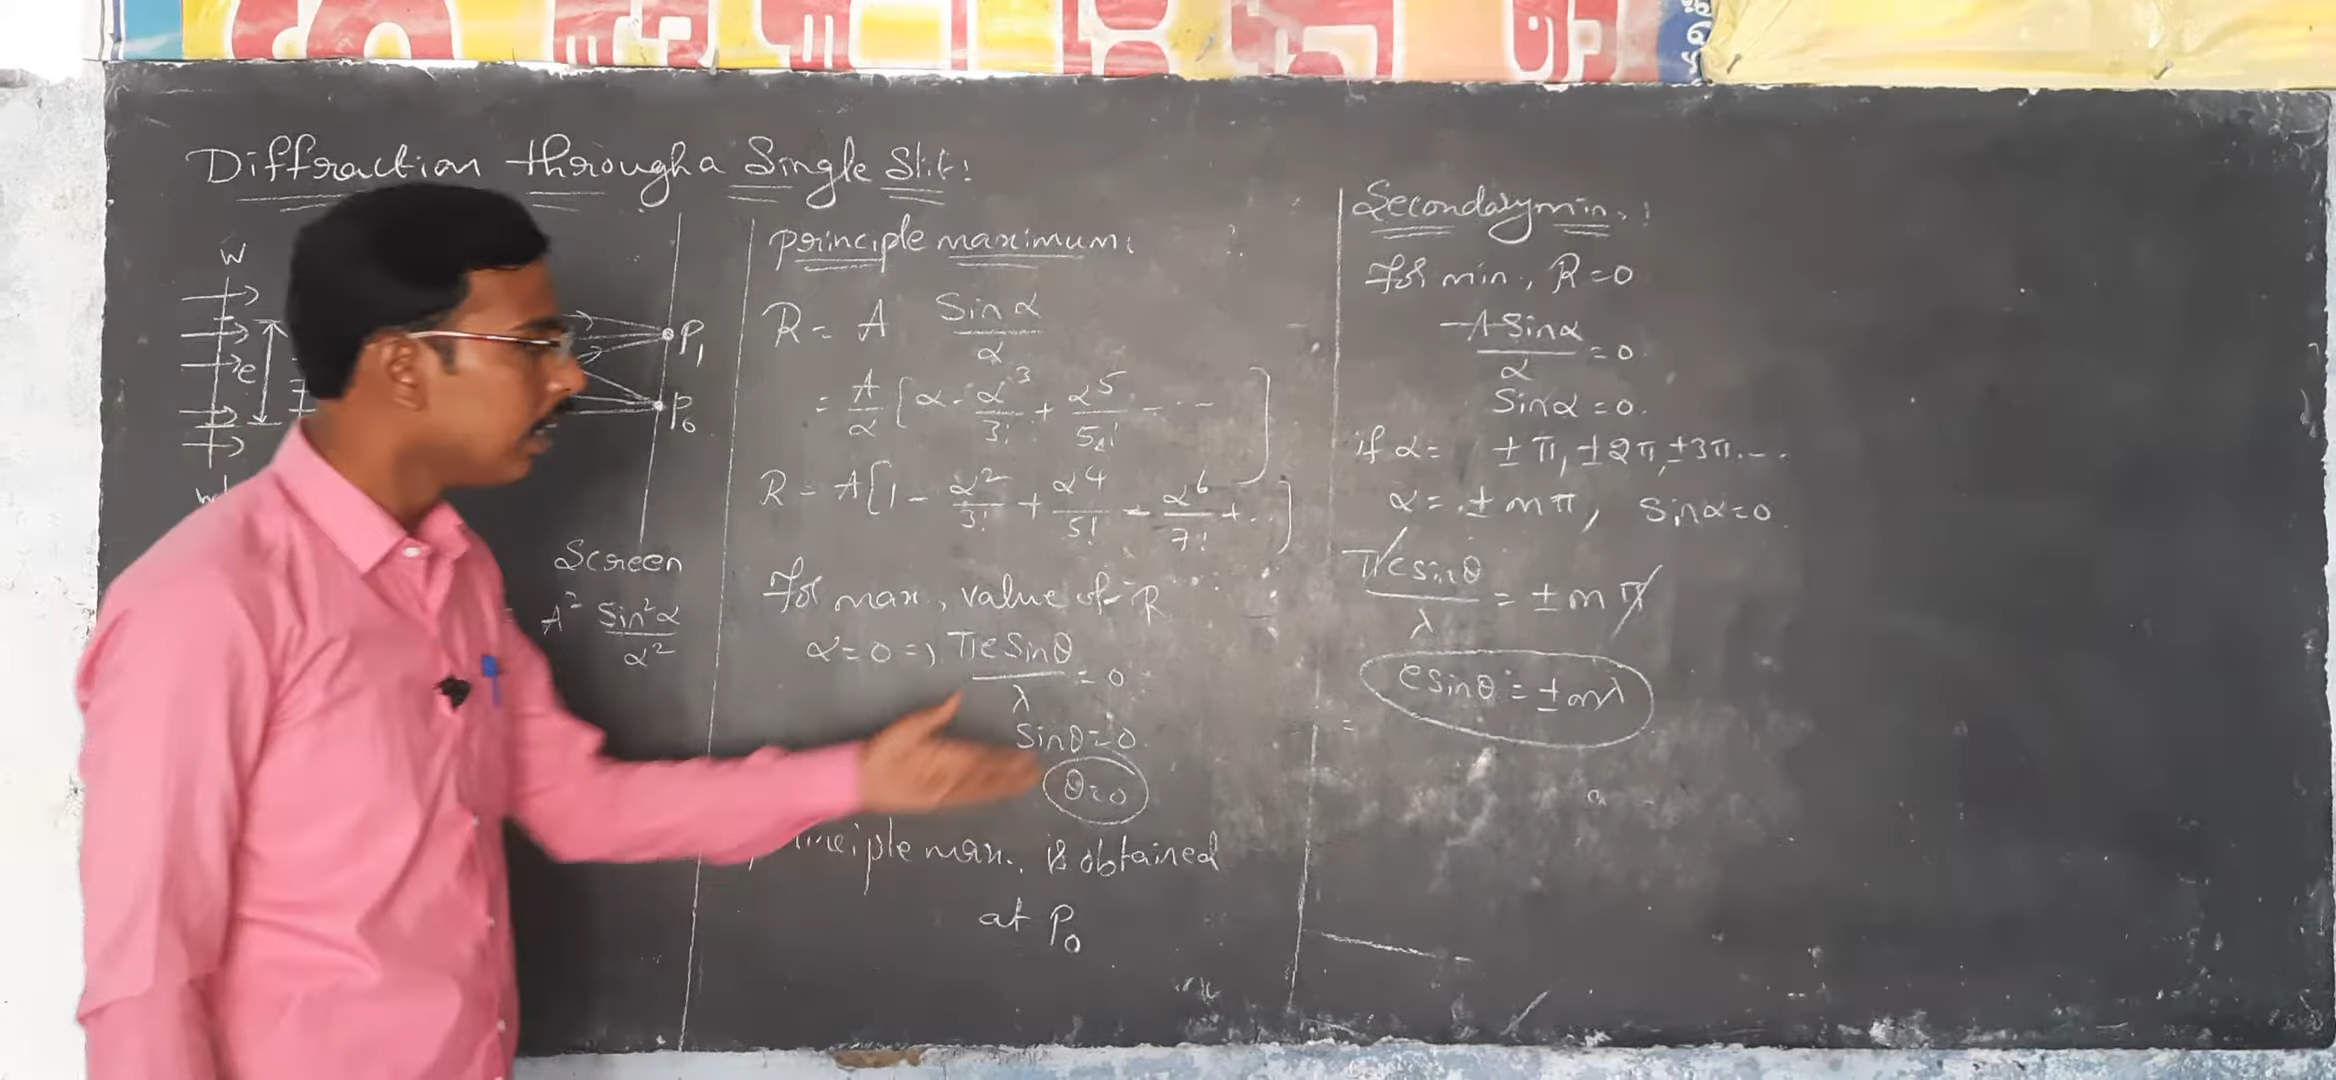 Diffraction through a Single Slit:
W
e
P₁
P₀
Screen
A² Sin²α / α²
principle maximum:
R = A Sinα / α
= A/α [α - α³/3! + α⁵/5! - ...]
R = A[1 - α²/3! + α⁴/5! - α⁶/7! + ..]
For max., value of R
α = 0 => πe Sinθ / λ = 0
Sinθ = 0
θ = 0
principle max. is obtained
at P₀
Secondary min.:
For min., R = 0
A Sinα / α = 0
Sinα = 0
if α = ±π, ±2π, ±3π...
α = ±mπ, Sinα = 0
πe sinθ / λ = ±mπ
e sinθ = ±mλ